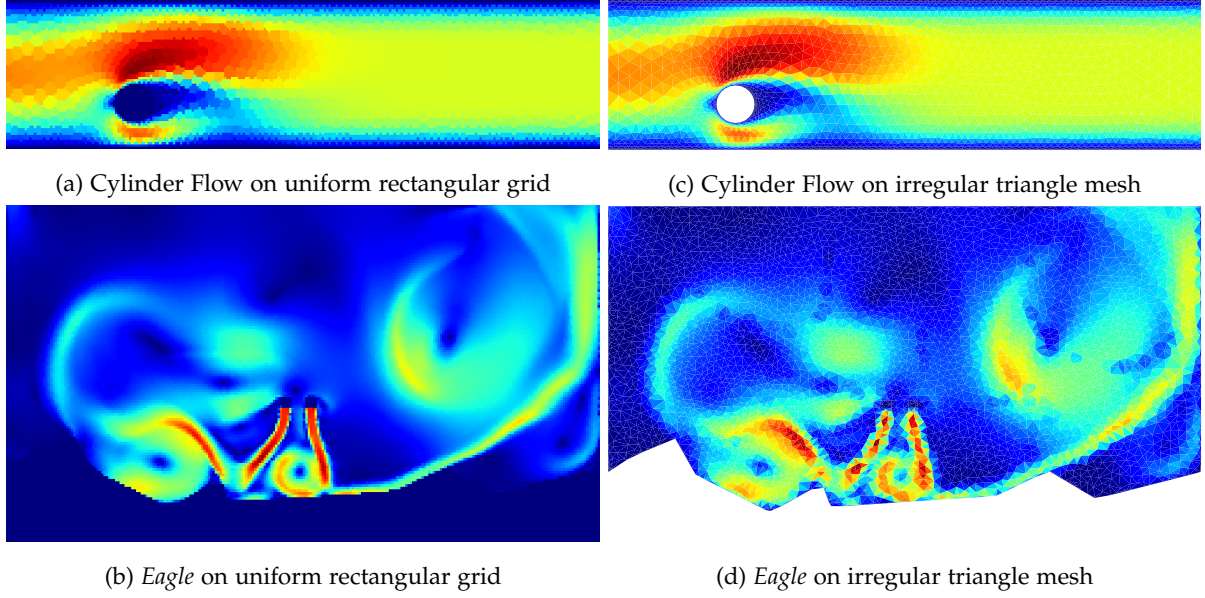 (a) Cylinder Flow on uniform rectangular grid
(c) Cylinder Flow on irregular triangle mesh
(b) Eagle on uniform rectangular grid
(d) Eagle on irregular triangle mesh